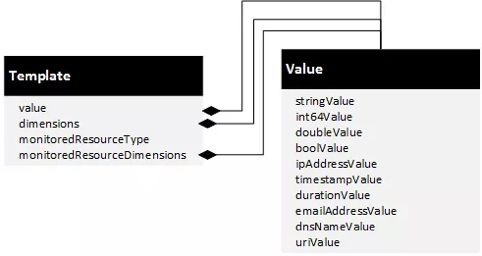 Template
value
dimensions
monitoredResourceType
monitoredResourceDimensions
Value
stringValue
int64Value
doubleValue
boolValue
ipAddressValue
timestampValue
durationValue
emailAddressValue
dnsNameValue
uriValue